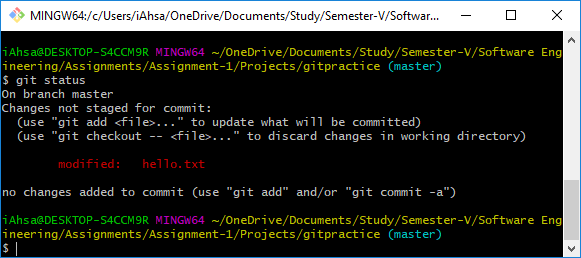 MINGW64:/c/Users/iAhsa/OneDrive/Documents/Study/Semester-V/Softwar...
iAhsa@DESKTOP-S4CCM9R MINGW64 ~/OneDrive/Documents/Study/Semester-V/Software Eng
ineering/Assignments/Assignment-1/Projects/gitpractice (master)
$ git status
On branch master
Changes not staged for commit:
  (use "git add <file>..." to update what will be committed)
  (use "git checkout -- <file>..." to discard changes in working directory)
        modified:   hello.txt
no changes added to commit (use "git add" and/or "git commit -a")
iAhsa@DESKTOP-S4CCM9R MINGW64 ~/OneDrive/Documents/Study/Semester-V/Software Eng
ineering/Assignments/Assignment-1/Projects/gitpractice (master)
$